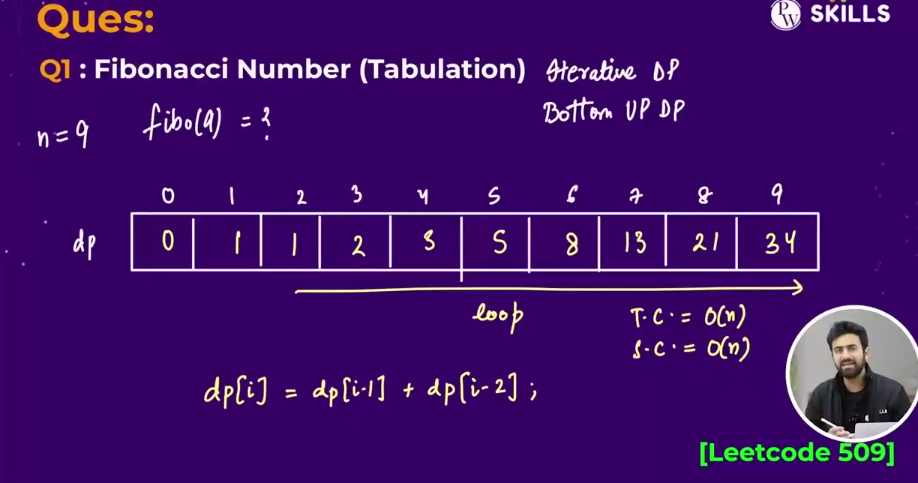 Ques:
PW SKILLS
Q1 : Fibonacci Number (Tabulation) Iterative DP
Bottom UP DP
n=9 fibo(9) = ?
0 1 2 3 4 5 6 7 8 9
dp 0 1 1 2 3 5 8 13 21 34
loop
T.C. = O(n)
S.C. = O(n)
dp[i] = dp[i-1] + dp[i-2];
[Leetcode 509]